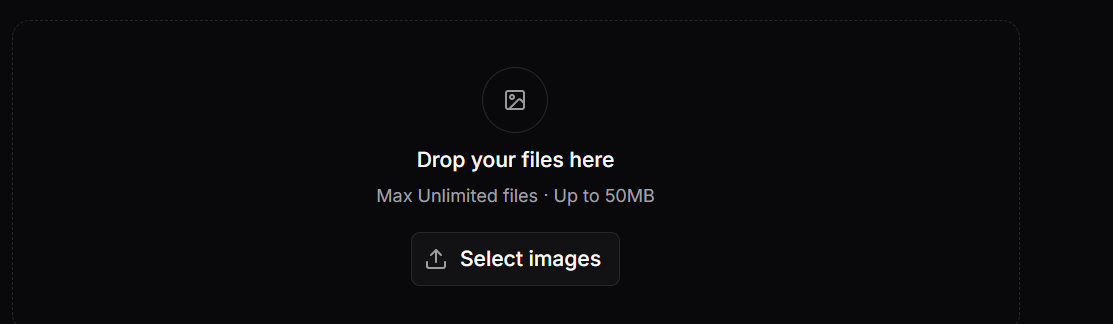 Drop your files here
Max Unlimited files · Up to 50MB
Select images